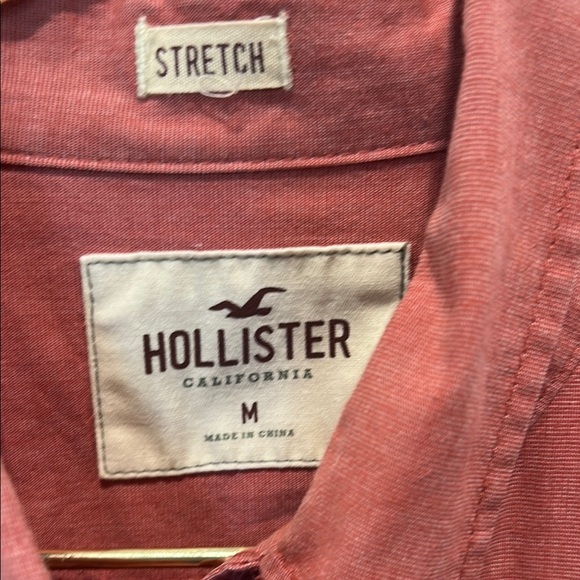 STRETCH
HOLLISTER
CALIFORNIA
M
MADE IN CHINA